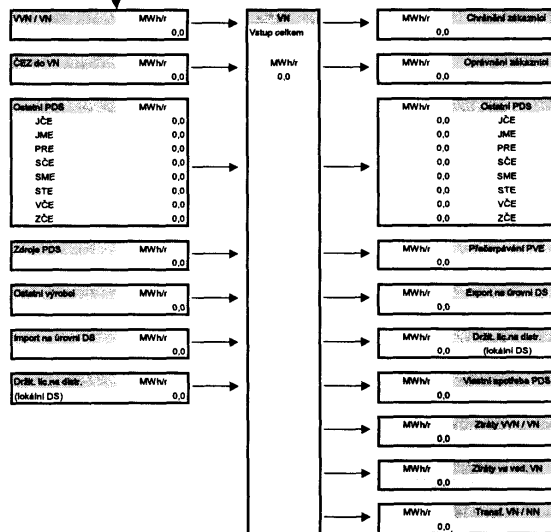 VVN / VN MWh/r
0,0
ČEZ do VN MWh/r
0,0
Ostatní PDS MWh/r
JČE 0,0
JME 0,0
PRE 0,0
SČE 0,0
SME 0,0
STE 0,0
VČE 0,0
ZČE 0,0
Zdroje PDS MWh/r
0,0
Ostatní výrobci MWh/r
0,0
Import na úrovni DS MWh/r
0,0
Držit. lic.na distr. MWh/r
(lokální DS) 0,0
VN
Vstup celkem
MWh/r
0,0
MWh/r Chránění zákazníci
0,0
MWh/r Oprávnění zákazníci
0,0
MWh/r Ostatní PDS
0,0 JČE
0,0 JME
0,0 PRE
0,0 SČE
0,0 SME
0,0 STE
0,0 VČE
0,0 ZČE
MWh/r Přečerpávání PVE
0,0
MWh/r Export na úrovni DS
0,0
MWh/r Držit. lic.na distr.
0,0 (lokální DS)
MWh/r Vlastní spotřeba PDS
0,0
MWh/r Ztráty VVN / VN
0,0
MWh/r Ztráty ve ved. VN
0,0
MWh/r Transf. VN / NN
0,0